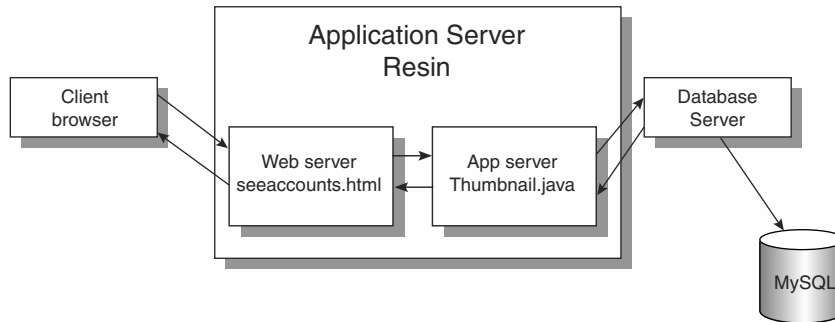 Application Server
Resin
Client
browser
Web server
seeaccounts.html
App server
Thumbnail.java
Database
Server
MySQL